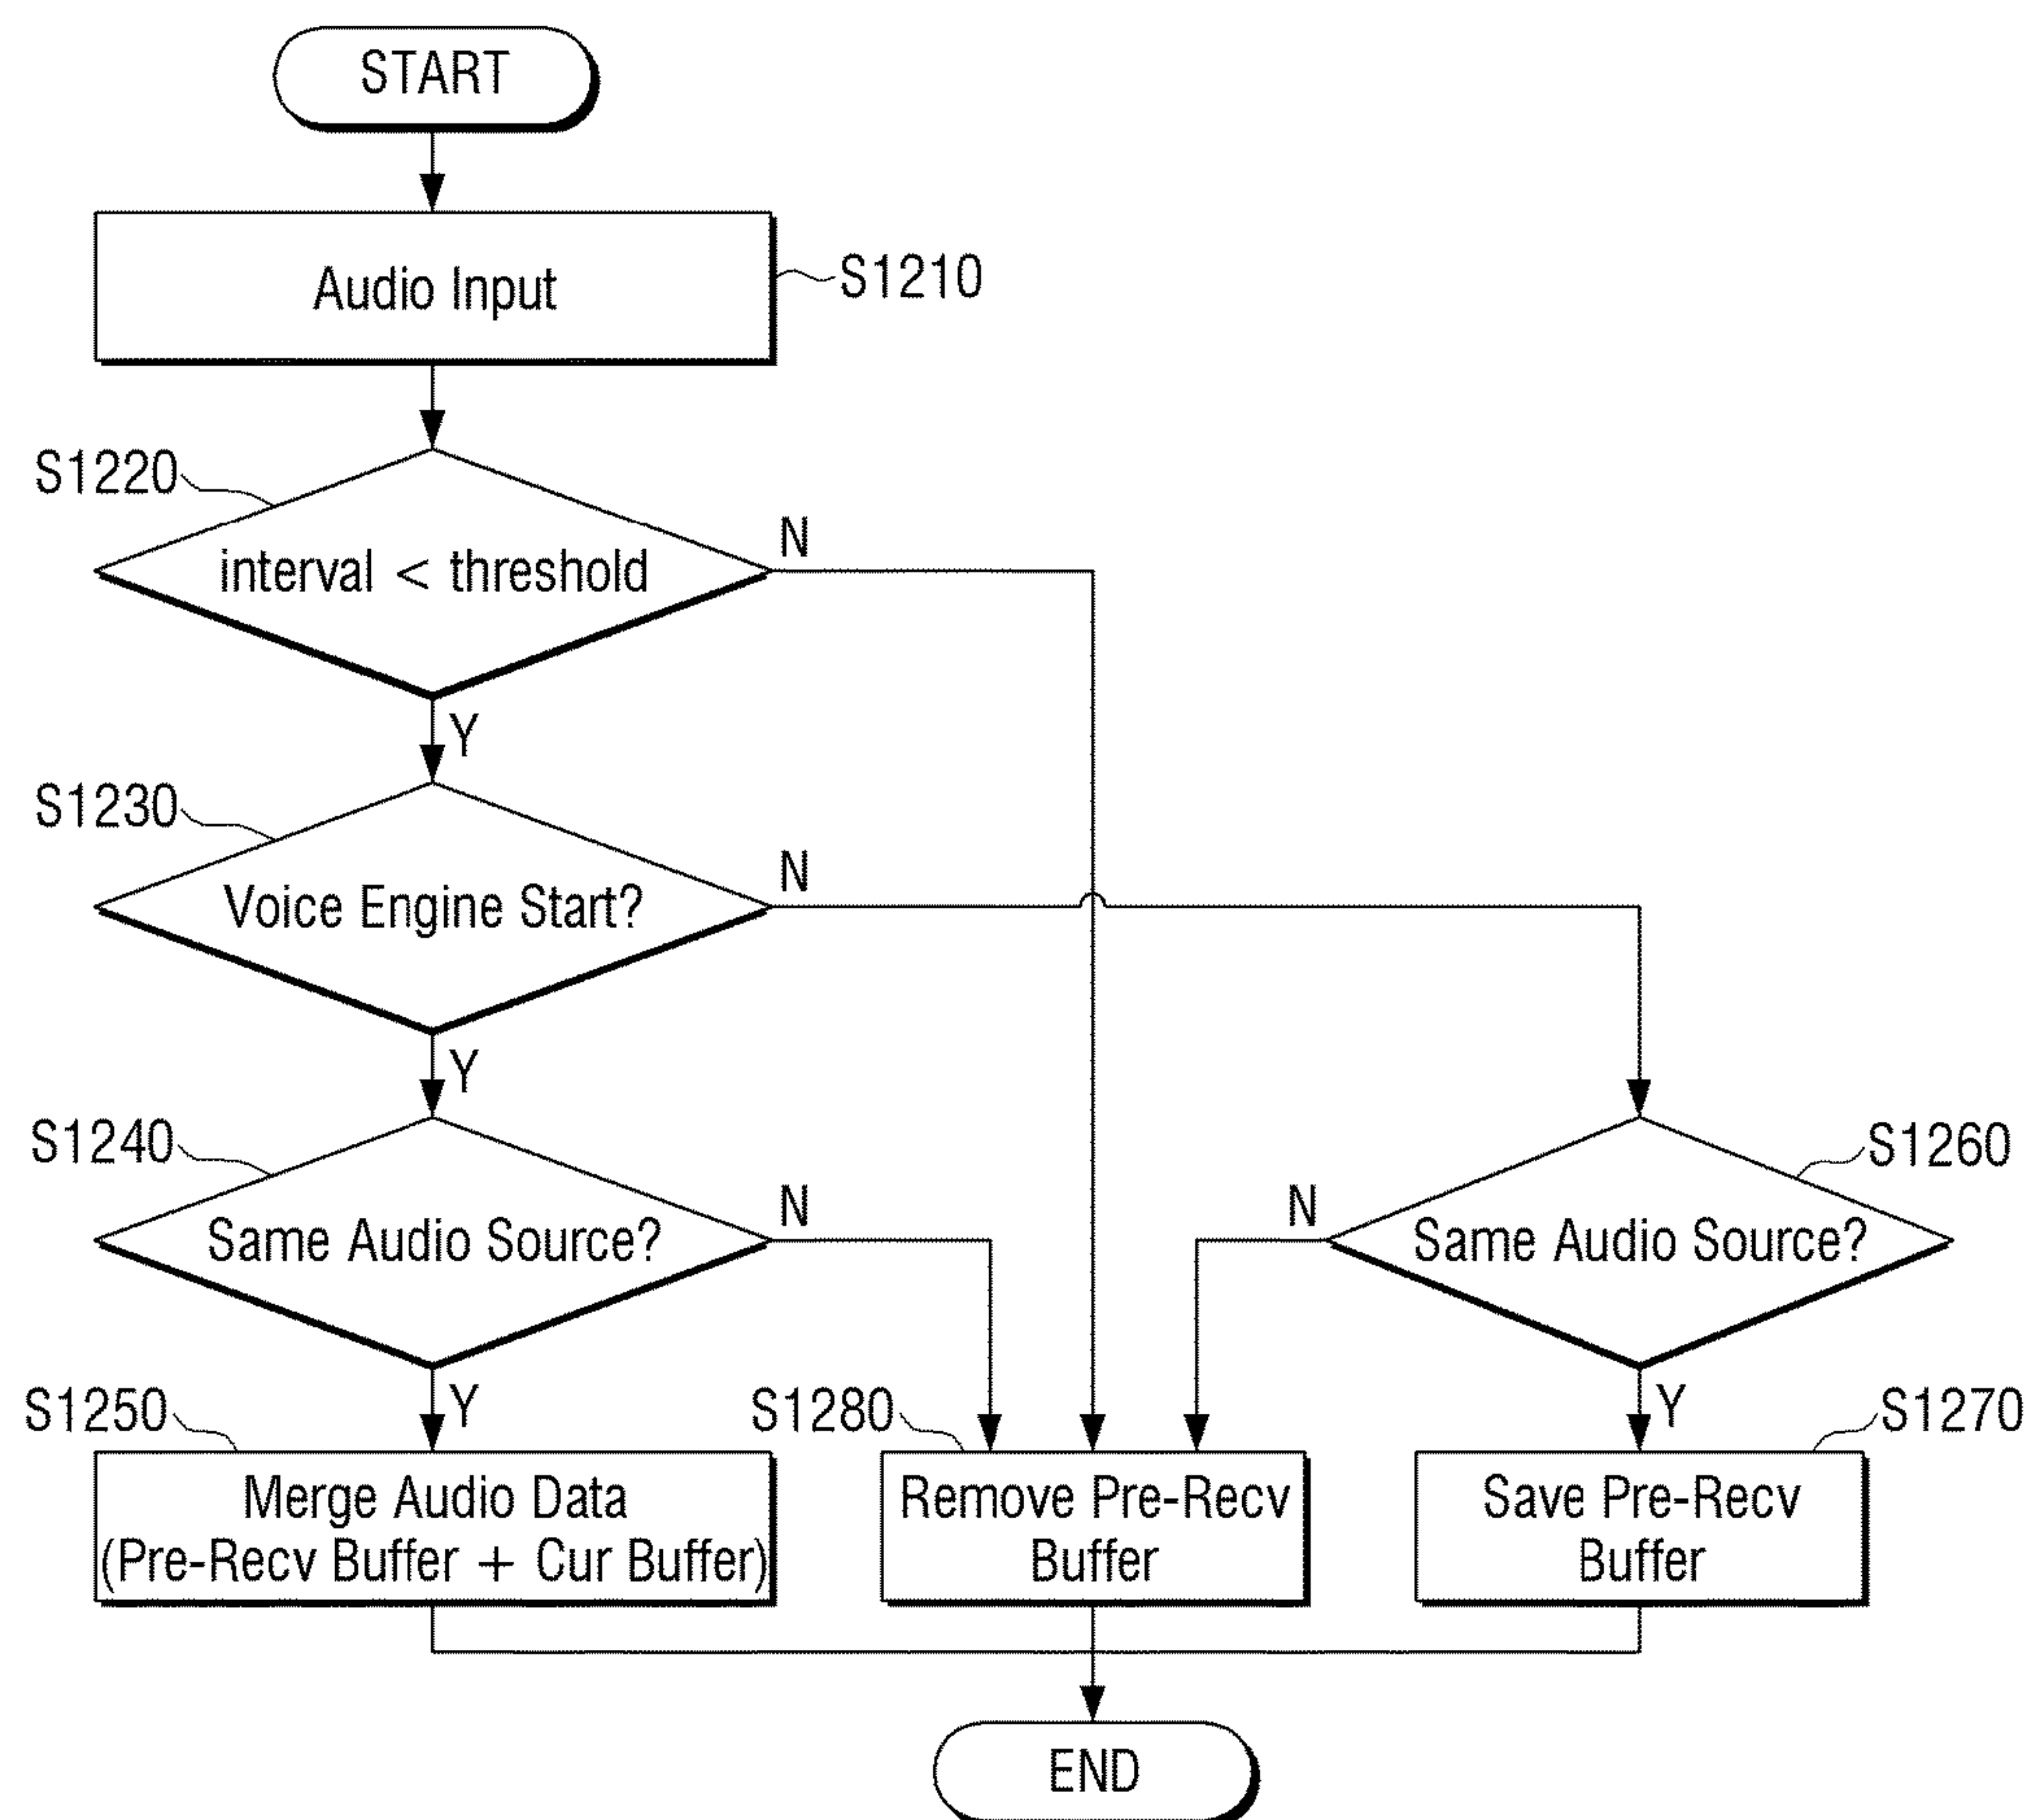 START
Audio Input
S1210
S1220
interval < threshold
N
Y
S1230
Voice Engine Start?
N
Y
S1240
Same Audio Source?
N
S1260
N
Same Audio Source?
Y
S1250
Y
Merge Audio Data
(Pre-Recv Buffer + Cur Buffer)
S1280
Remove Pre-Recv
Buffer
S1270
Save Pre-Recv
Buffer
END